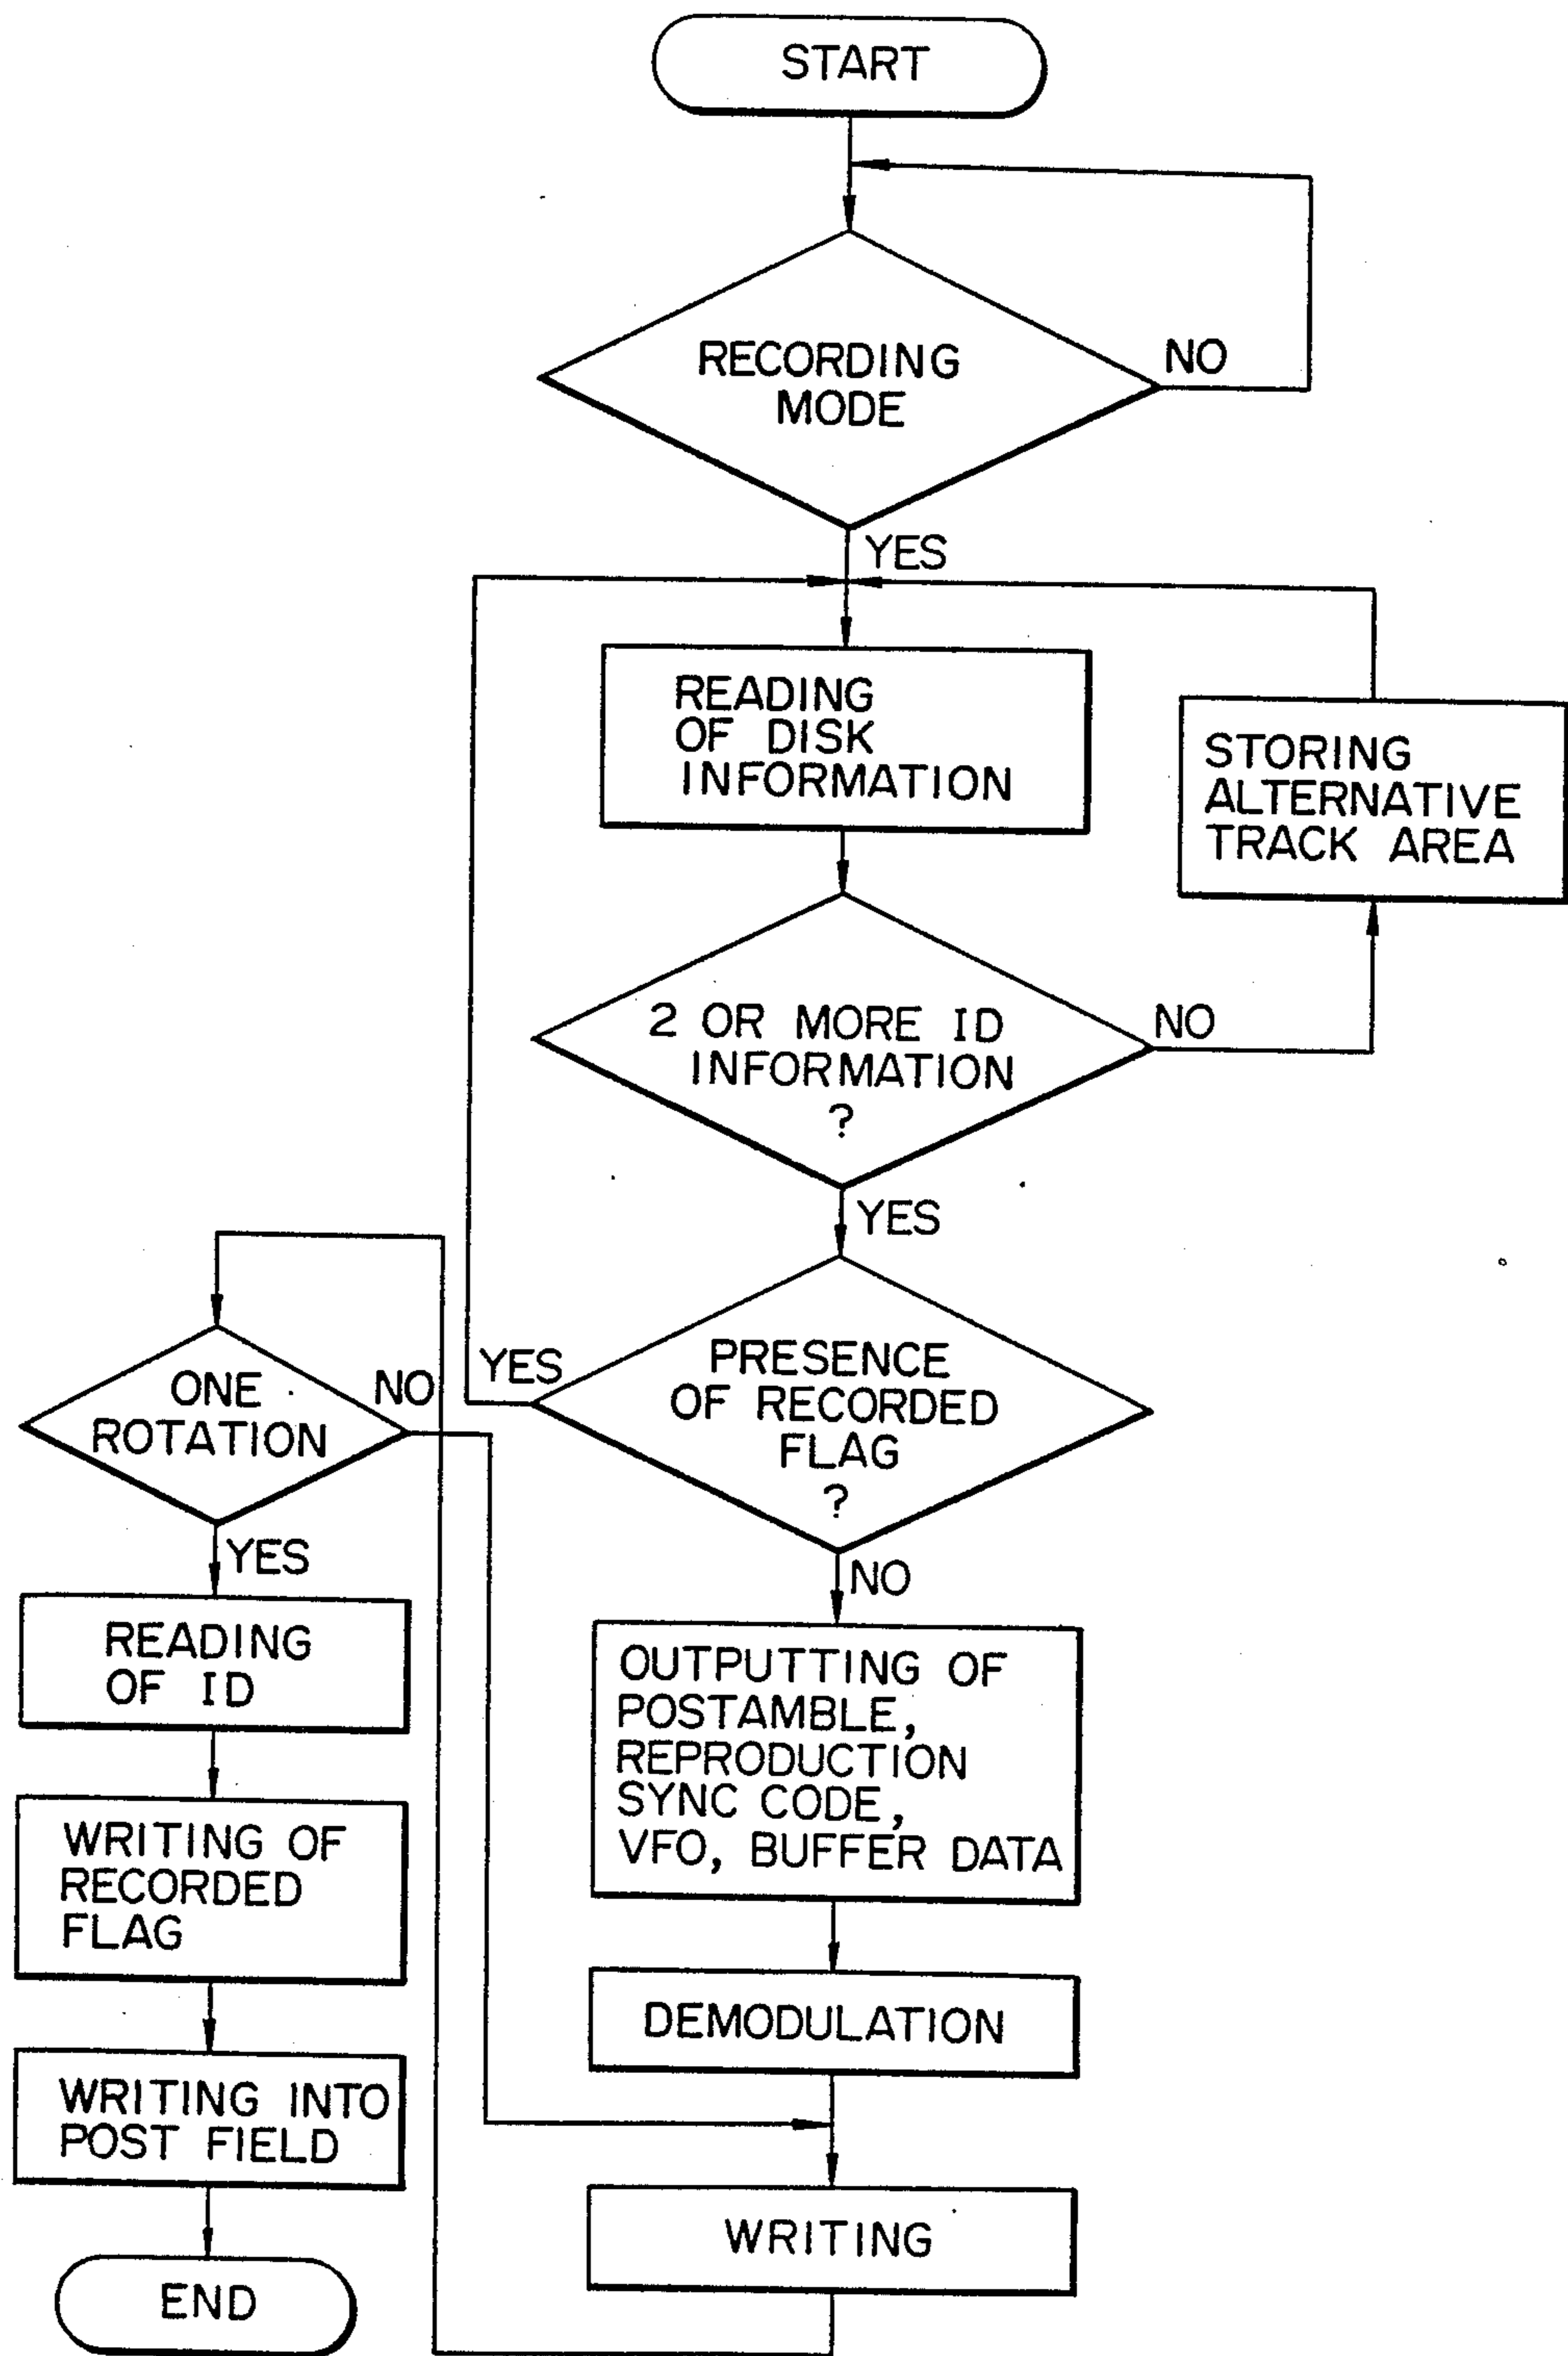 START
RECORDING
MODE
NO
YES
READING
OF DISK
INFORMATION
STORING
ALTERNATIVE
TRACK AREA
2 OR MORE ID
INFORMATION
?
NO
YES
PRESENCE
OF RECORDED
FLAG
?
YES
NO
OUTPUTTING OF
POSTAMBLE,
REPRODUCTION
SYNC CODE,
VFO, BUFFER DATA
DEMODULATION
WRITING
ONE
ROTATION
NO
YES
READING
OF ID
WRITING OF
RECORDED
FLAG
WRITING INTO
POST FIELD
END